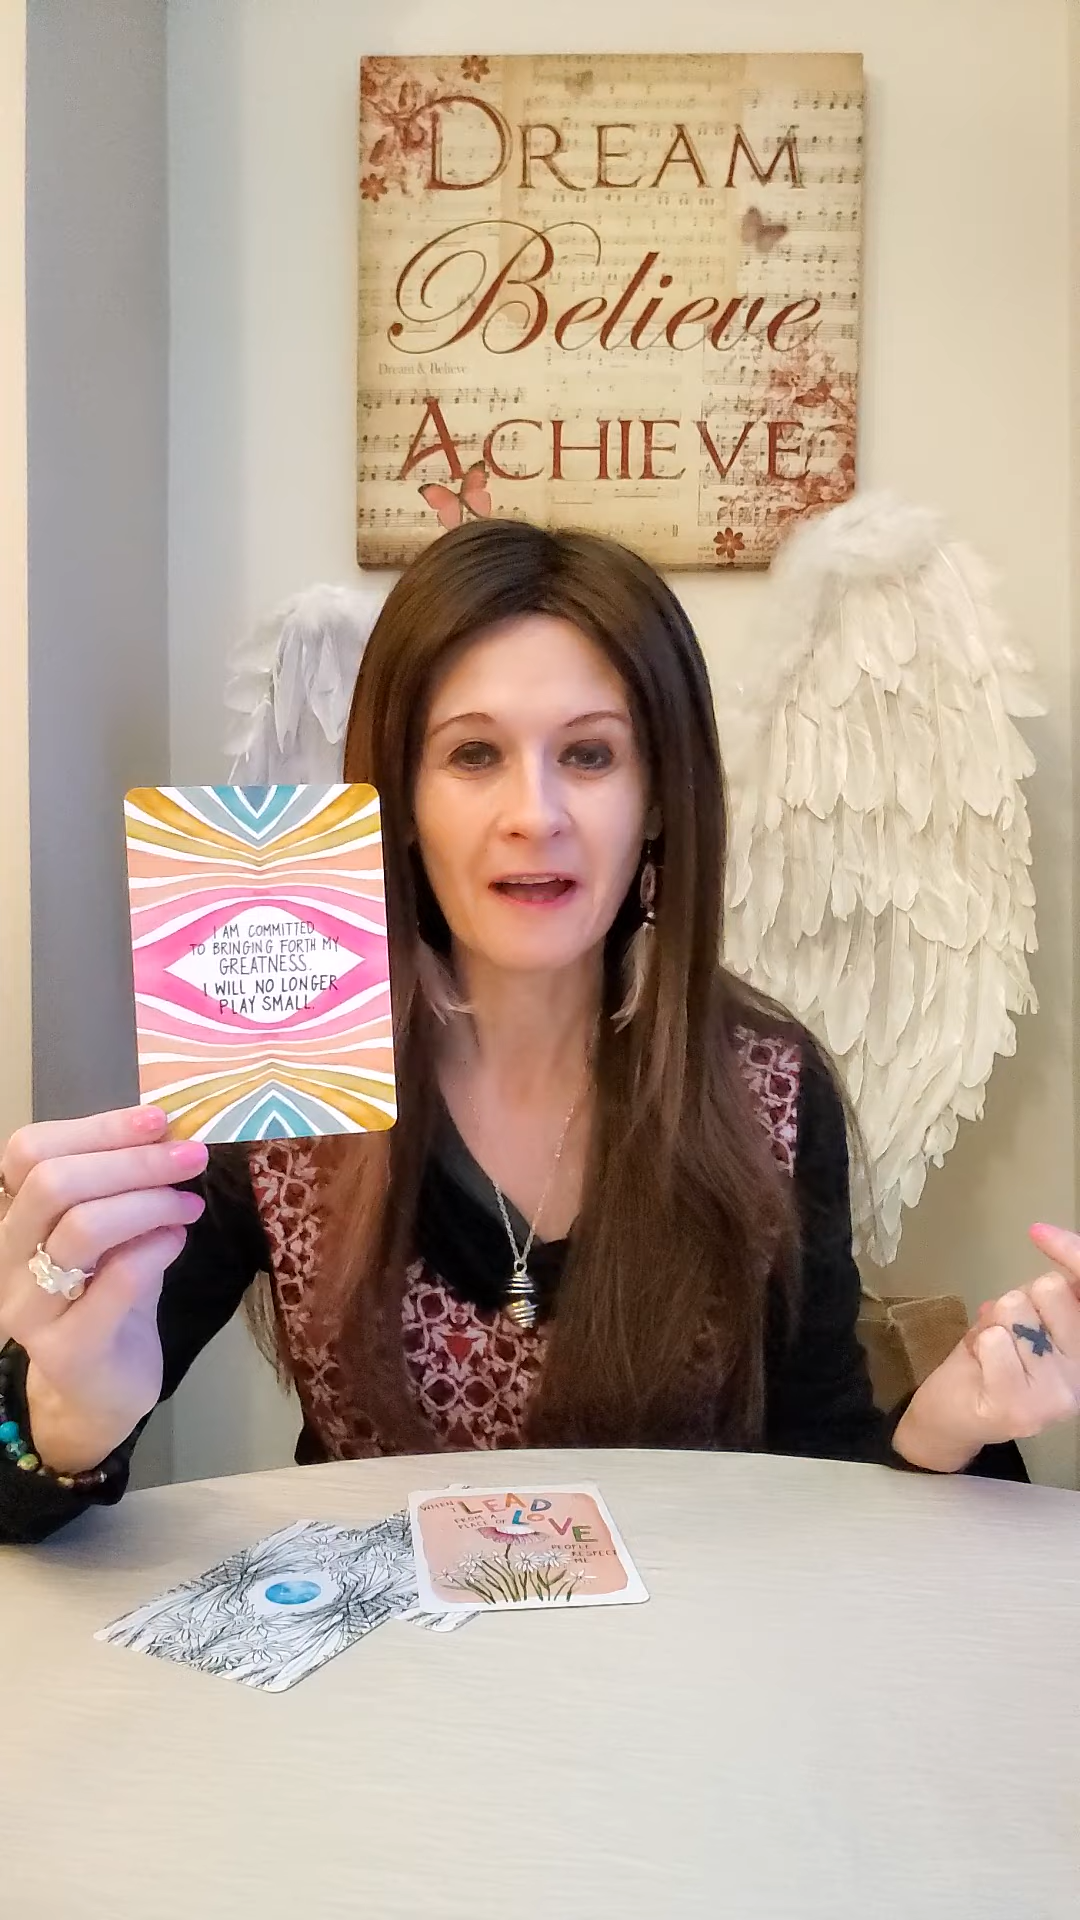 DREAM
Believe
Dream & Believe
ACHIEVE
I AM COMMITTED
TO BRINGING FORTH MY
GREATNESS.
I WILL NO LONGER
PLAY SMALL.
WHEN I LEAD
FROM A
PLACE OF LOVE
PEOPLE
RESPECT
ME